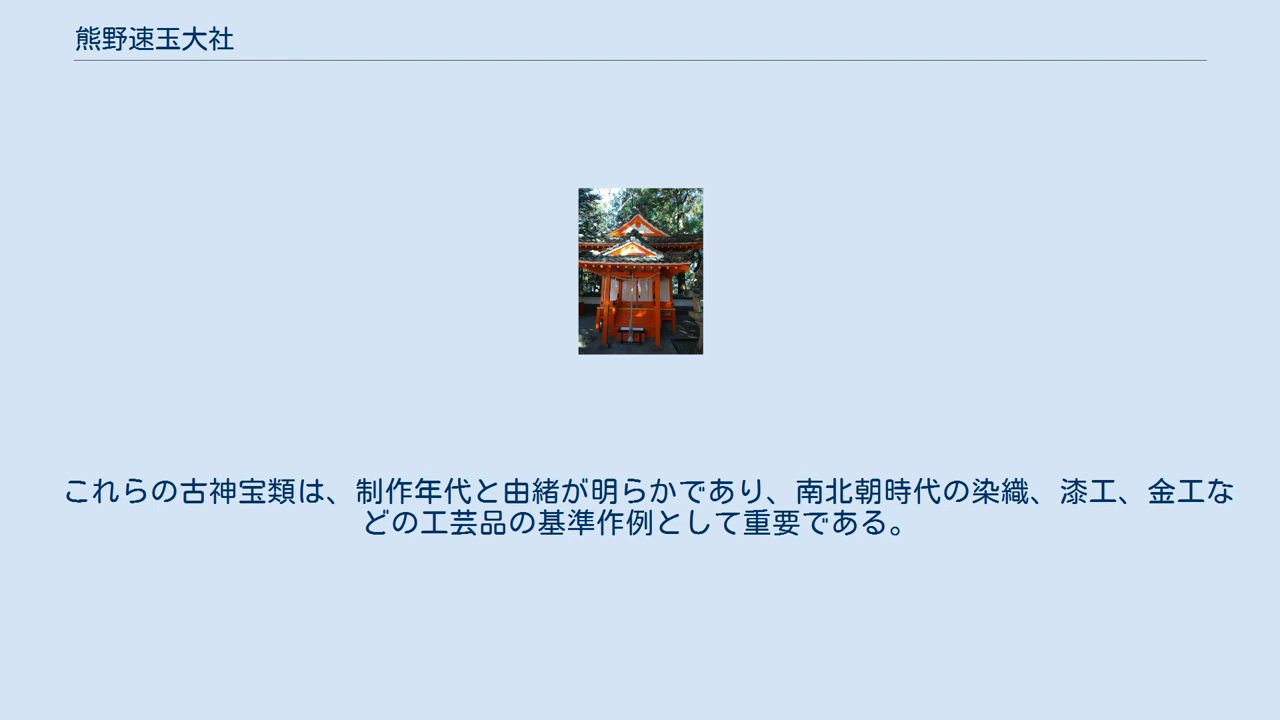 熊野速玉大社
これらの古神宝類は、制作年代と由緒が明らかであり、南北朝時代の染織、漆工、金工な
どの工芸品の基準作例として重要である。